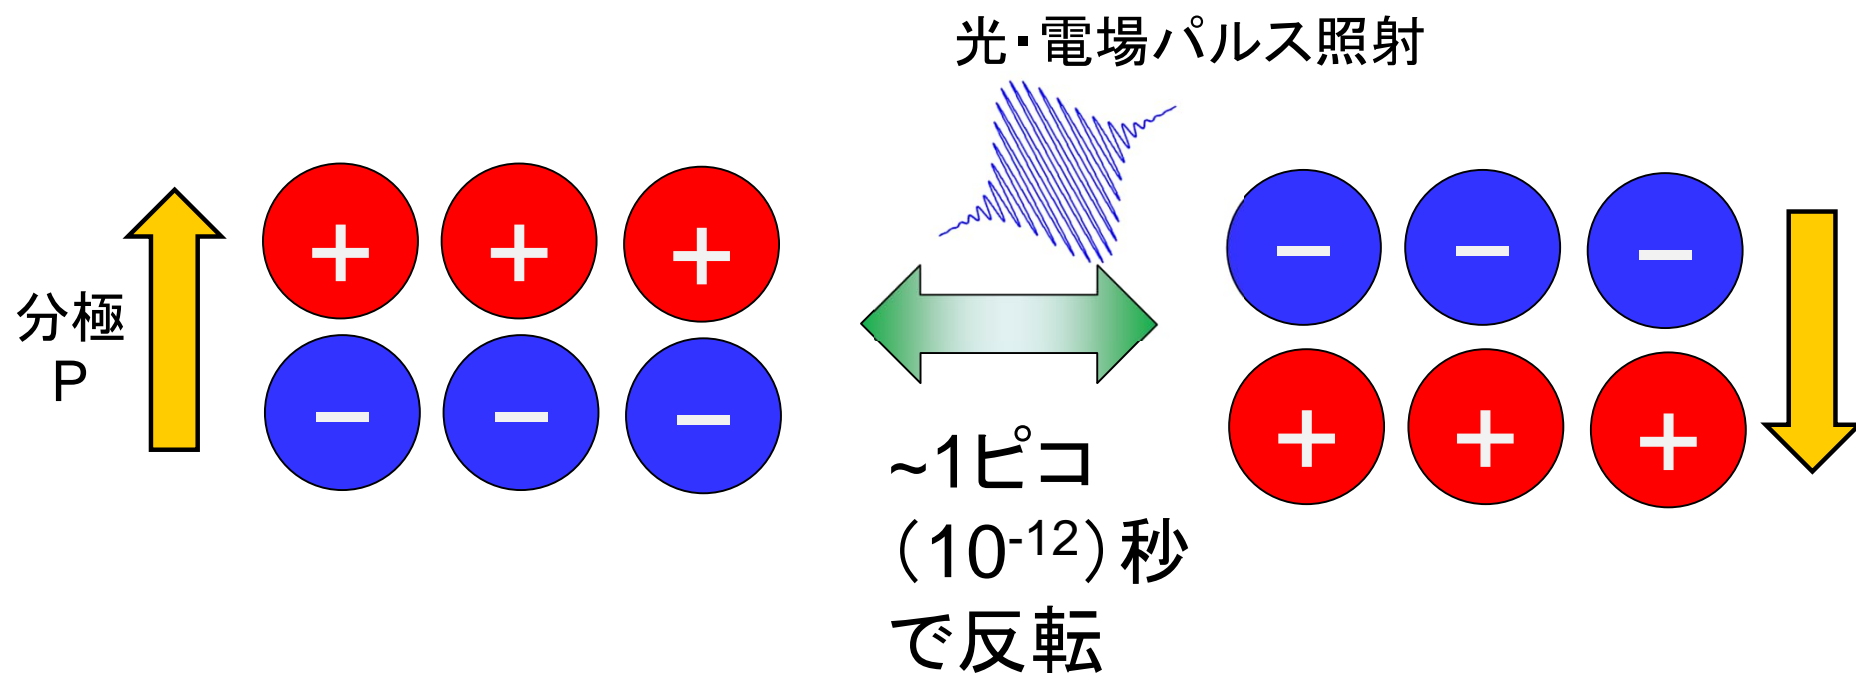 光・電場パルス照射
+ + +
− − −
分極
P
− − −
+ + +
~1ピコ
（10⁻¹²）秒
で反転